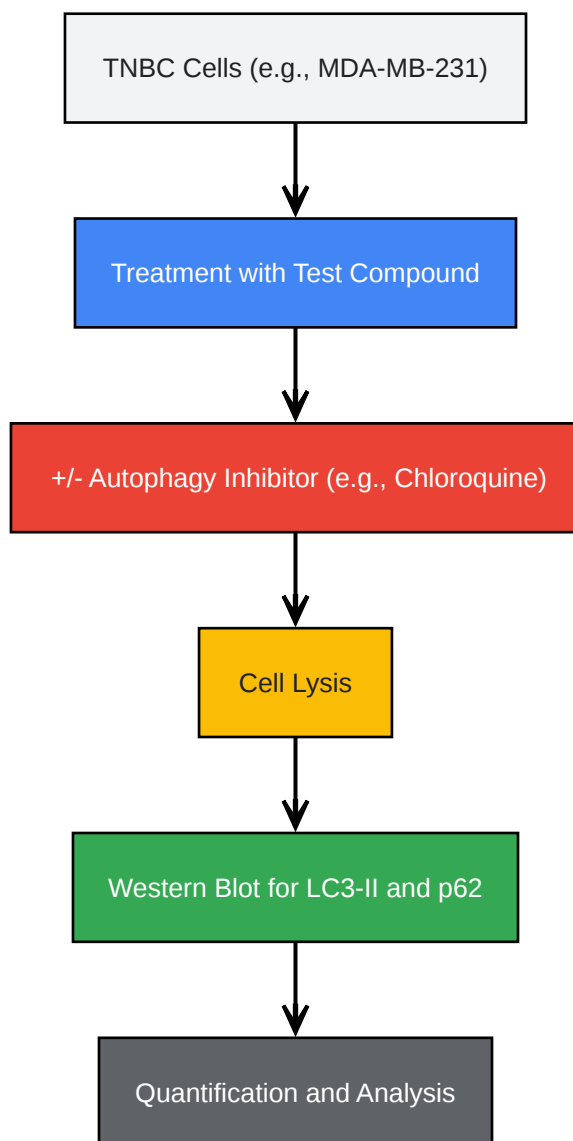 TNBC Cells (e.g., MDA-MB-231)
Treatment with Test Compound
+/- Autophagy Inhibitor (e.g., Chloroquine)
Cell Lysis
Western Blot for LC3-II and p62
Quantification and Analysis